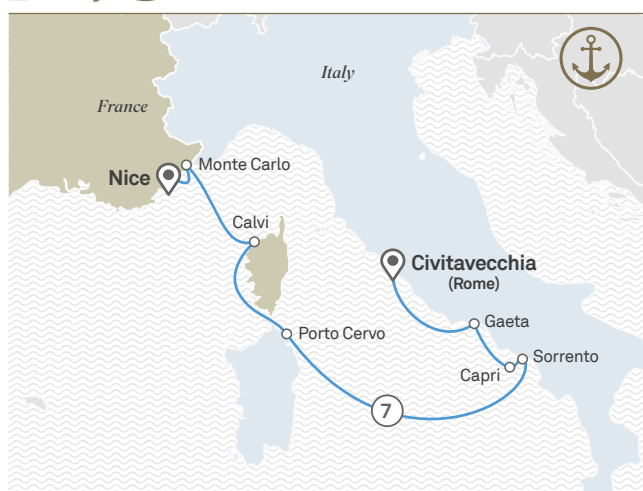 Italy
France
Monte Carlo
Nice
Calvi
Civitavecchia
(Rome)
Gaeta
Porto Cervo
Sorrento
Capri
7